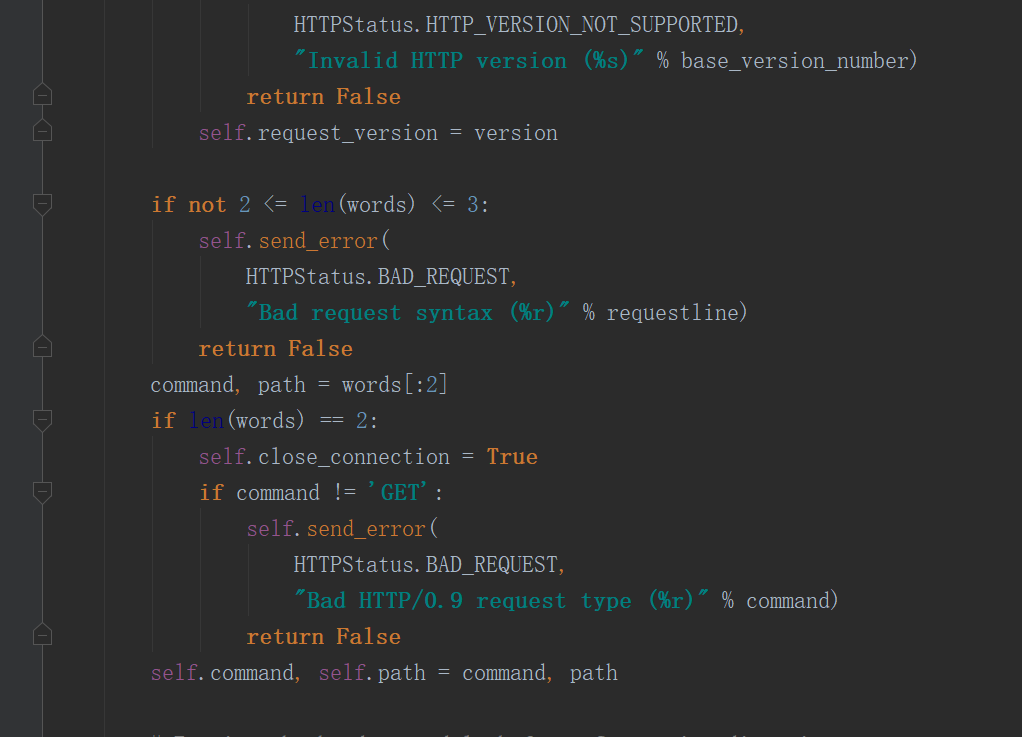 HTTPStatus.HTTP_VERSION_NOT_SUPPORTED,
"Invalid HTTP version (%s)" % base_version_number)
return False
self.request_version = version
if not 2 <= len(words) <= 3:
self.send_error(
HTTPStatus.BAD_REQUEST,
"Bad request syntax (%r)" % requestline)
return False
command, path = words[:2]
if len(words) == 2:
self.close_connection = True
if command != 'GET':
self.send_error(
HTTPStatus.BAD_REQUEST,
"Bad HTTP/0.9 request type (%r)" % command)
return False
self.command, self.path = command, path